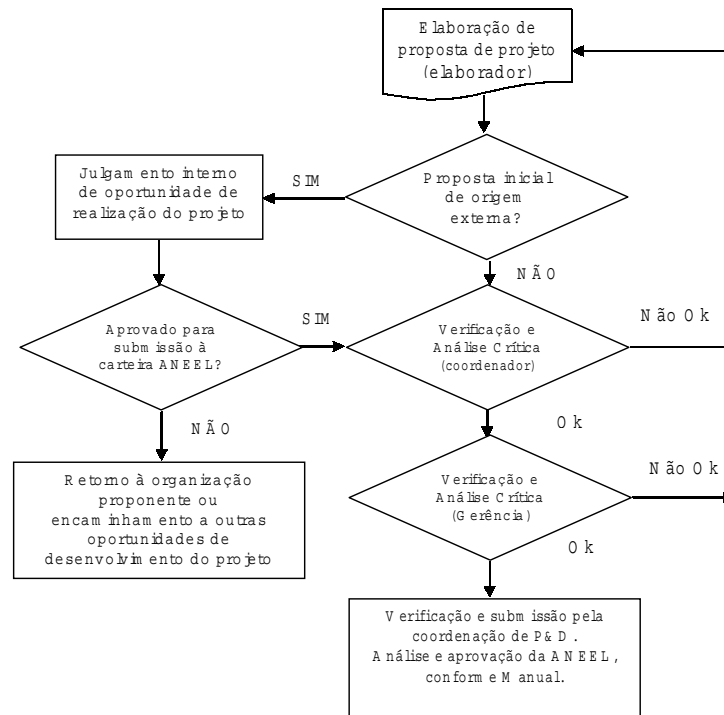 Elaboração de
proposta de projeto
(elaborador)
Proposta inicial
de origem
externa?
SIM
Julgamento interno
de oportunidade de
realização do projeto
NÃO
Aprovado para
submissão à
carteira ANEEL?
SIM
Verificação e
Análise Crítica
(coordenador)
Não Ok
NÃO
Ok
Retorno à organização
proponente ou
encaminhamento a outras
oportunidades de
desenvolvimento do projeto
Verificação e
Análise Crítica
(Gerência)
Não Ok
Ok
Verificação e submissão pela
coordenação de P&D.
Análise e aprovação da ANEEL,
conforme Manual.